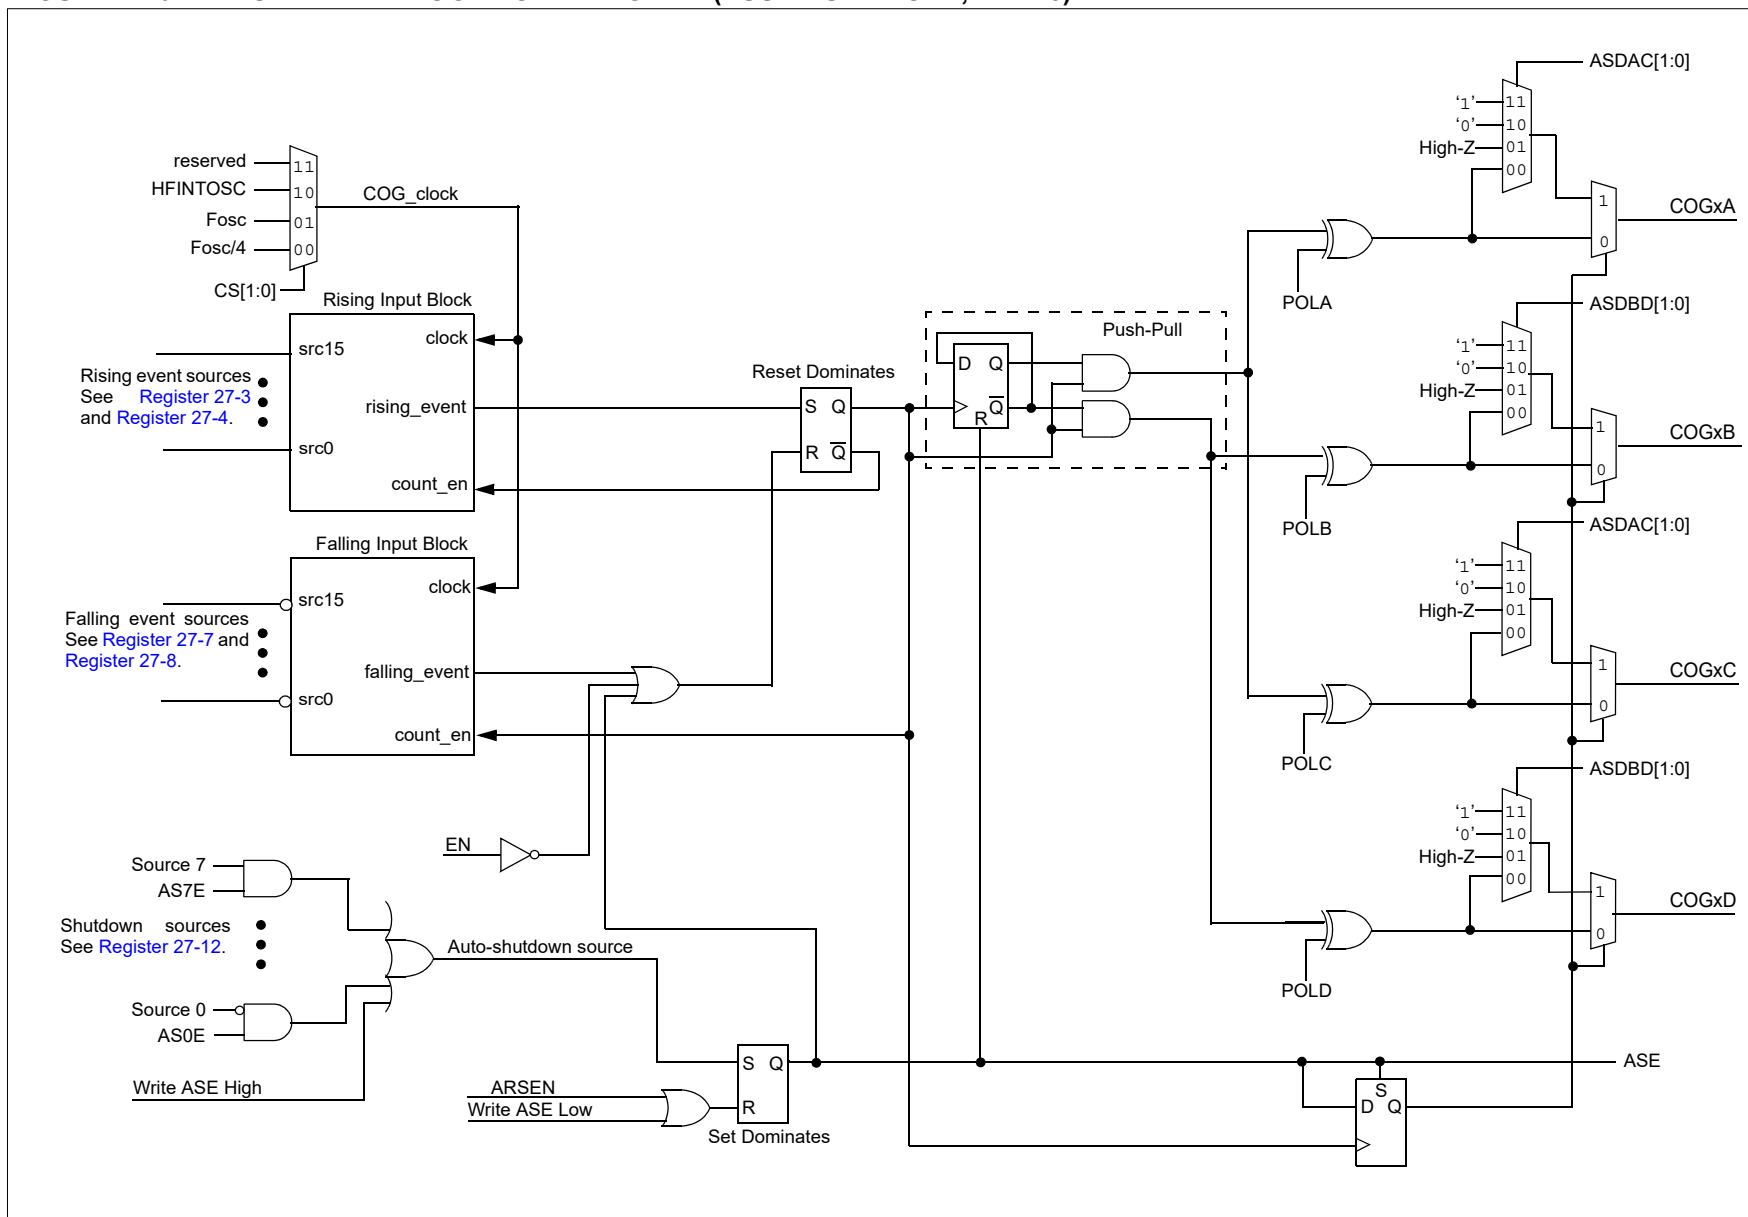 ASDAC[1:0]
'1' 11
'0' 10
High-Z 01
00
reserved 11
HFINTOSC 10
Fosc 01
Fosc/4 00
CS[1:0]
COG_clock
1
0
COGxA
POLA
Rising Input Block
clock
src15
Rising event sources
See Register 27-3
and Register 27-4.
rising_event
src0
count_en
Reset Dominates
S Q
R Q
Push-Pull
D Q
Q
R
ASDBD[1:0]
'1' 11
'0' 10
High-Z 01
00
1
0
COGxB
POLB
Falling Input Block
clock
src15
Falling event sources
See Register 27-7 and
Register 27-8.
falling_event
src0
count_en
ASDAC[1:0]
'1' 11
'0' 10
High-Z 01
00
1
0
COGxC
POLC
EN
Source 7
AS7E
Shutdown sources
See Register 27-12.
Source 0
AS0E
Write ASE High
Auto-shutdown source
ARSEN
Write ASE Low
S Q
R
Set Dominates
ASDBD[1:0]
'1' 11
'0' 10
High-Z 01
00
1
0
COGxD
POLD
ASE
S
D Q